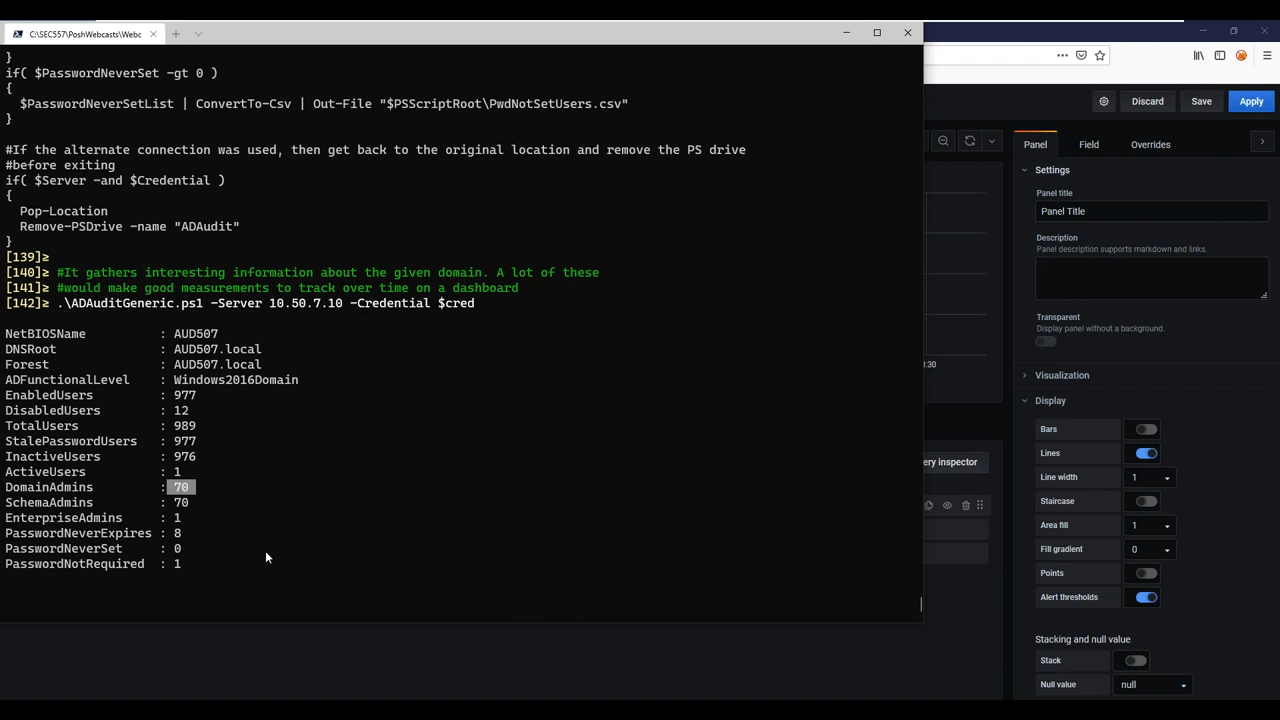 C:\SEC557\PoshWebcasts\Webc
}
if( $PasswordNeverSet -gt 0 )
{
  $PasswordNeverSetList | ConvertTo-Csv | Out-File "$PSScriptRoot\PwdNotSetUsers.csv"
}
#If the alternate connection was used, then get back to the original location and remove the PS drive
#before exiting
if( $Server -and $Credential )
{
  Pop-Location
  Remove-PSDrive -name "ADAudit"
}
[139]≥
[140]≥ #It gathers interesting information about the given domain. A lot of these
[141]≥ #would make good measurements to track over time on a dashboard
[142]≥ .\ADAuditGeneric.ps1 -Server 10.50.7.10 -Credential $cred
NetBIOSName          : AUD507
DNSRoot              : AUD507.local
Forest               : AUD507.local
ADFunctionalLevel    : Windows2016Domain
EnabledUsers         : 977
DisabledUsers        : 12
TotalUsers           : 989
StalePasswordUsers   : 977
InactiveUsers        : 976
ActiveUsers          : 1
DomainAdmins         : 70
SchemaAdmins         : 70
EnterpriseAdmins     : 1
PasswordNeverExpires : 8
PasswordNeverSet     : 0
PasswordNotRequired  : 1
Discard Save Apply
:30
ery inspector
Panel Field Overrides
Settings
Panel title
Panel Title
Description
Panel description supports markdown and links.
Transparent
Display panel without a background.
Visualization
Display
Bars
Lines
Line width 1
Staircase
Area fill 1
Fill gradient 0
Points
Alert thresholds
Stacking and null value
Stack
Null value null